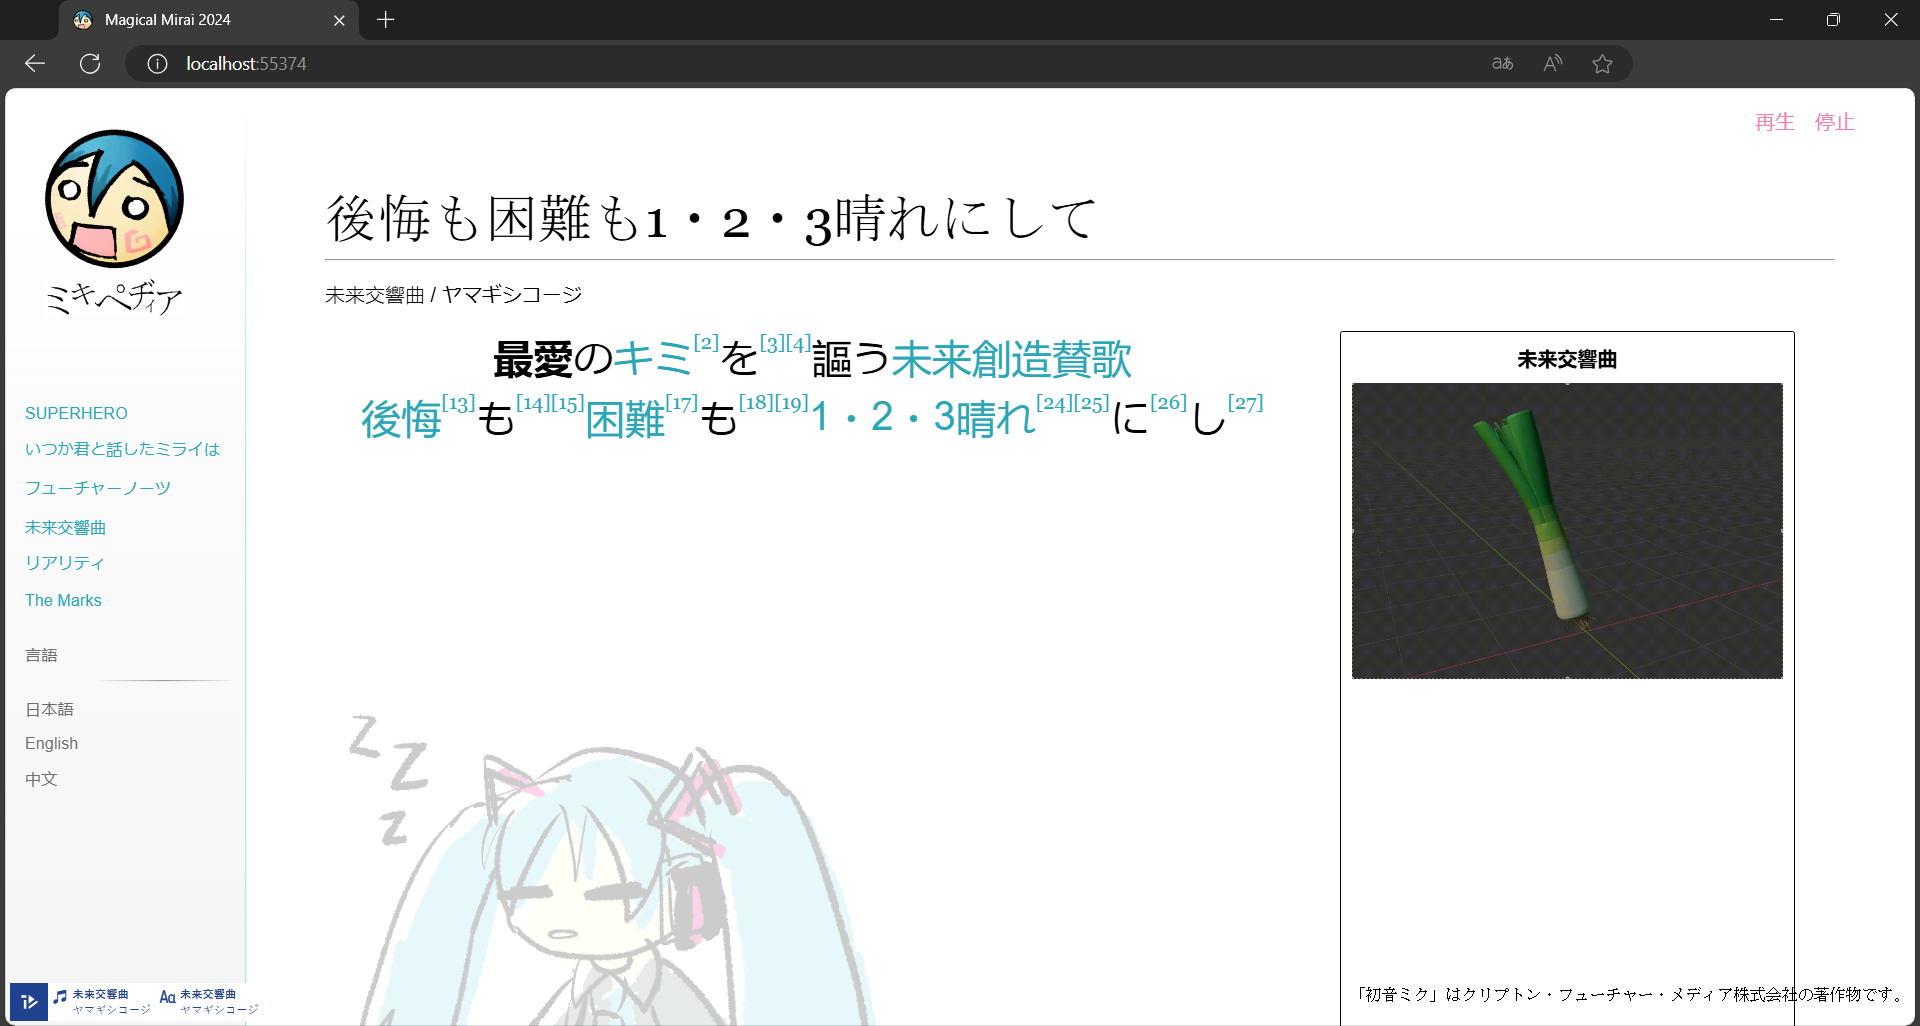 Magical Mirai 2024
localhost:55374
再生 停止
ミキペディア
後悔も困難も1・2・3晴れにして
未来交響曲 / ヤマギシコージ
最愛のキミ[2]を[3][4]謳う未来創造賛歌
後悔[13]も[14][15]困難[17]も[18][19]1・2・3晴れ[24][25]に[26]し[27]
未来交響曲
SUPERHERO
いつか君と話したミライは
フューチャーノーツ
未来交響曲
リアリティ
The Marks
言語
日本語
English
中文
Z
Z
Z
未来交響曲
ヤマギシコージ
Aα 未来交響曲
ヤマギシコージ
「初音ミク」はクリプトン・フューチャー・メディア株式会社の著作物です。